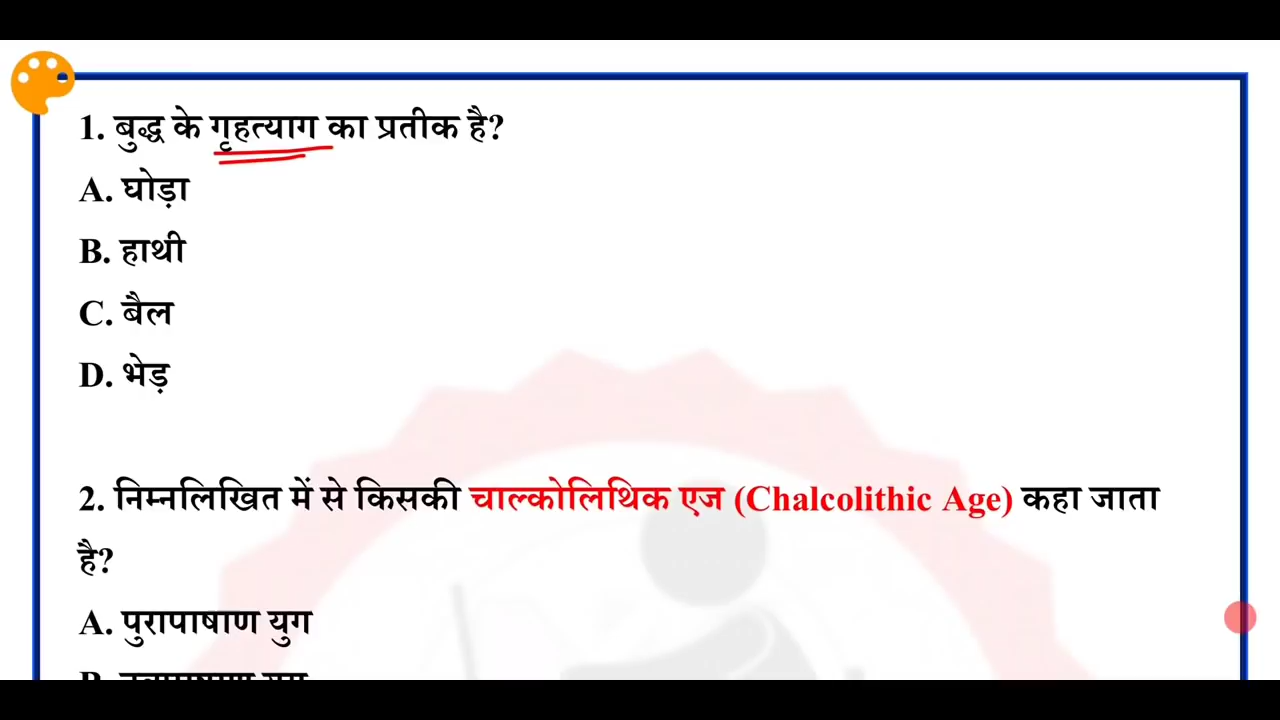 1. बुद्ध के गृहत्याग का प्रतीक है?
A. घोड़ा
B. हाथी
C. बैल
D. भेड़
2. निम्नलिखित में से किसकी चाल्कोलिथिक एज (Chalcolithic Age) कहा जाता
है?
A. पुरापाषाण युग